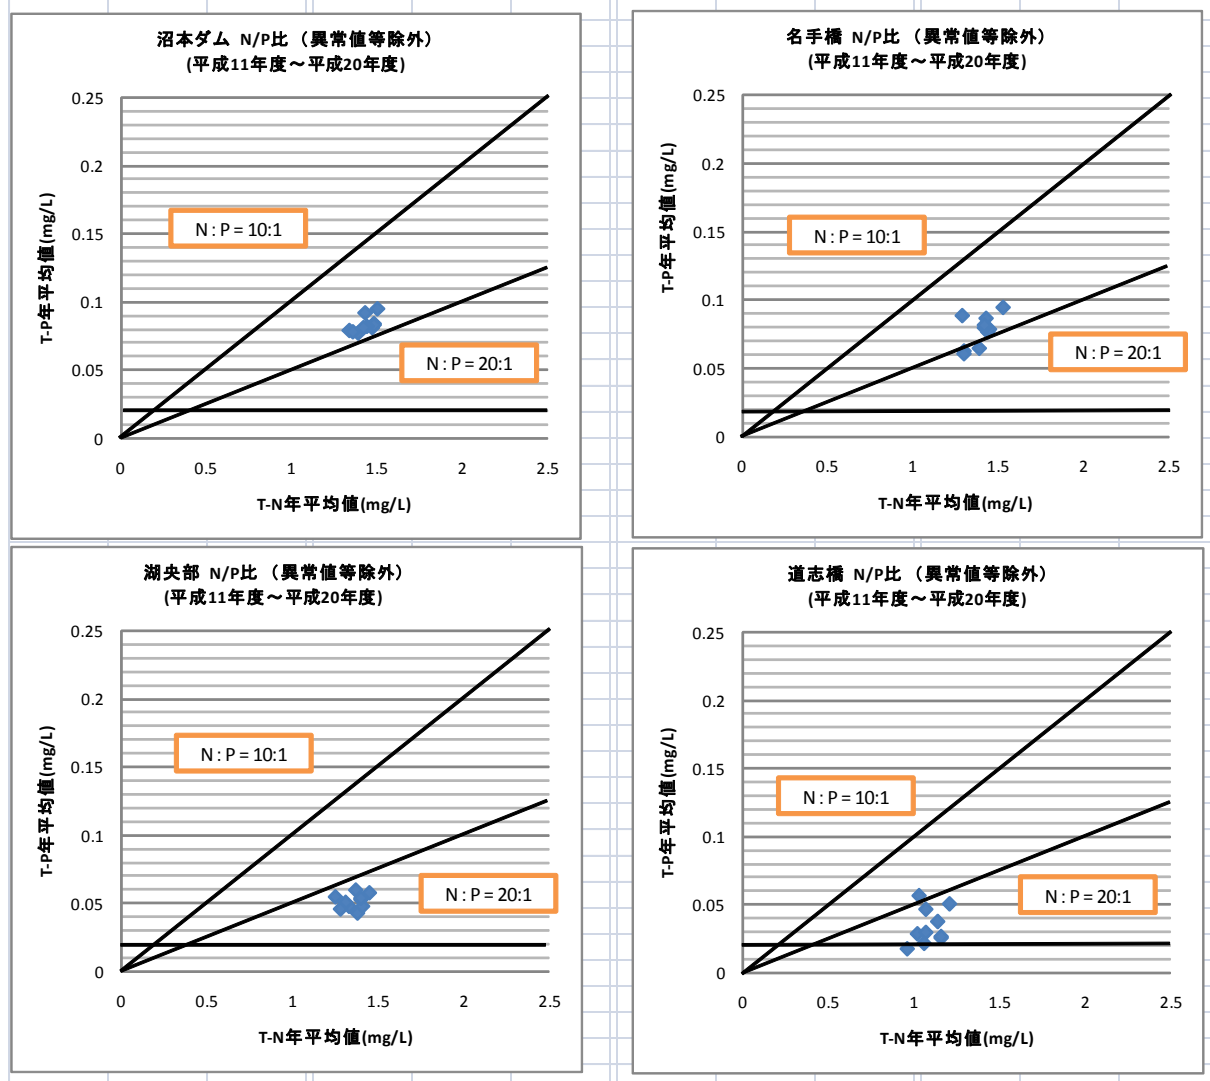 沼本ダム N/P比 （異常値等除外）
(平成11年度～平成20年度)
0.25
0.2
0.15
0.1
0.05
0
T-P年平均値(mg/L)
N : P = 10:1
N : P = 20:1
0 0.5 1 1.5 2 2.5
T-N年平均値(mg/L)
名手橋 N/P比 （異常値等除外）
(平成11年度～平成20年度)
0.25
0.2
0.15
0.1
0.05
0
T-P年平均値(mg/L)
N : P = 10:1
N : P = 20:1
0 0.5 1 1.5 2 2.5
T-N年平均値(mg/L)
湖央部 N/P比 （異常値等除外）
(平成11年度～平成20年度)
0.25
0.2
0.15
0.1
0.05
0
T-P年平均値(mg/L)
N : P = 10:1
N : P = 20:1
0 0.5 1 1.5 2 2.5
T-N年平均値(mg/L)
道志橋 N/P比 （異常値等除外）
(平成11年度～平成20年度)
0.25
0.2
0.15
0.1
0.05
0
T-P年平均値(mg/L)
N : P = 10:1
N : P = 20:1
0 0.5 1 1.5 2 2.5
T-N年平均値(mg/L)